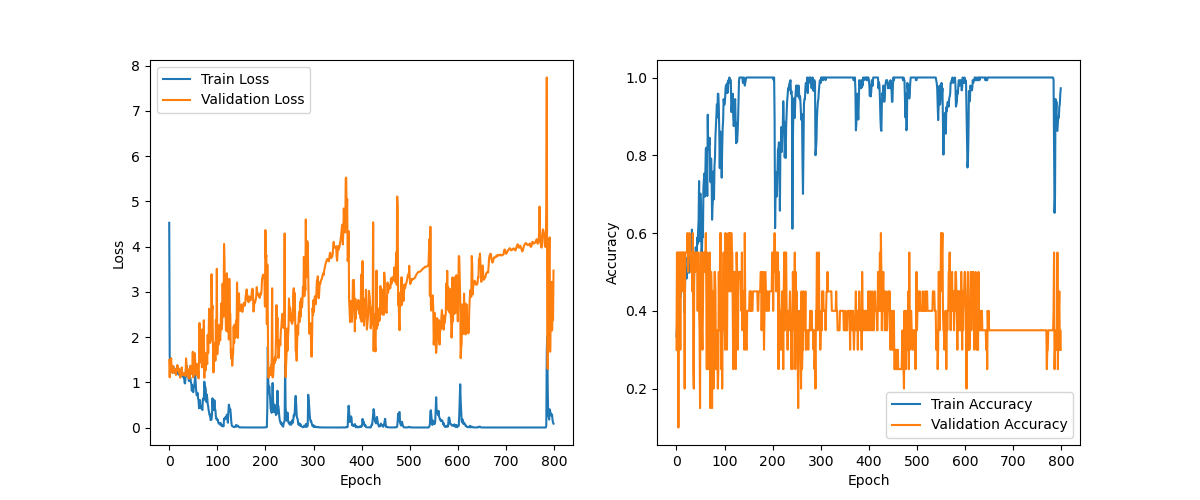 Train Loss
Validation Loss
Loss
8
7
6
5
4
3
2
1
0
0 100 200 300 400 500 600 700 800
Epoch
Accuracy
1.0
0.8
0.6
0.4
0.2
Train Accuracy
Validation Accuracy
0 100 200 300 400 500 600 700 800
Epoch